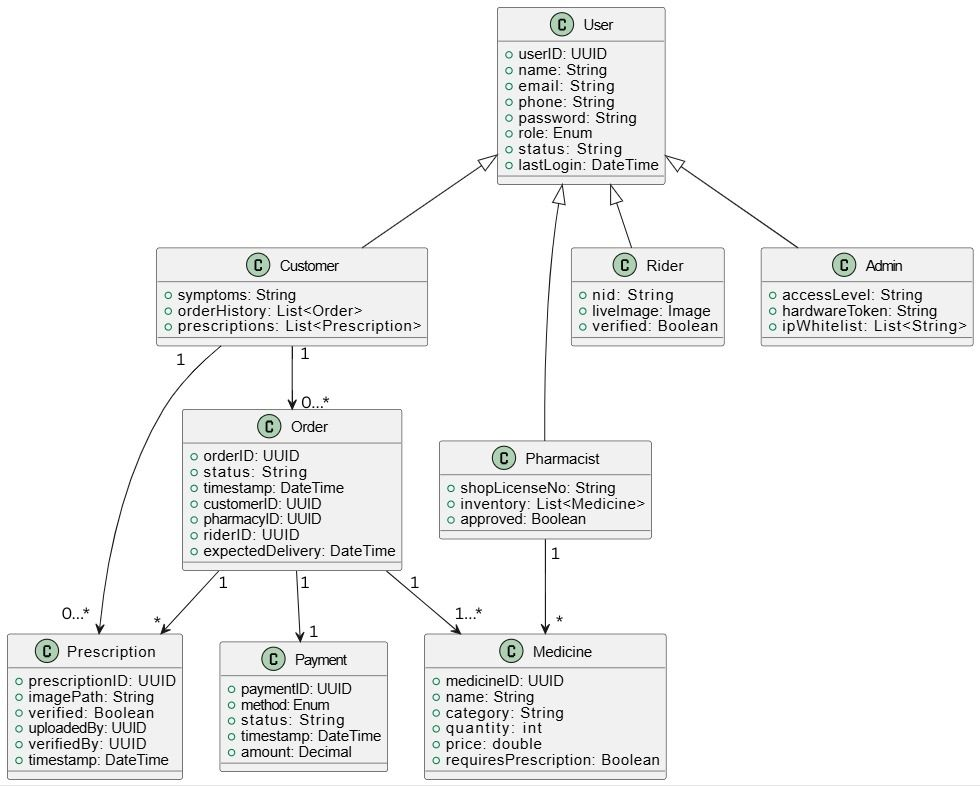 C User
userID: UUID
name: String
email: String
phone: String
password: String
role: Enum
status: String
lastLogin: DateTime
C Customer
symptoms: String
orderHistory: List<Order>
prescriptions: List<Prescription>
C Rider
nid: String
liveImage: Image
verified: Boolean
C Admin
accessLevel: String
hardwareToken: String
ipWhitelist: List<String>
1
1
0...*
C Order
orderID: UUID
status: String
timestamp: DateTime
customerID: UUID
pharmacyID: UUID
riderID: UUID
expectedDelivery: DateTime
C Pharmacist
shopLicenseNo: String
inventory: List<Medicine>
approved: Boolean
1
1
1
1
0...*
*
1
1...*
*
C Prescription
prescriptionID: UUID
imagePath: String
verified: Boolean
uploadedBy: UUID
verifiedBy: UUID
timestamp: DateTime
C Payment
paymentID: UUID
method: Enum
status: String
timestamp: DateTime
amount: Decimal
C Medicine
medicineID: UUID
name: String
category: String
quantity: int
price: double
requiresPrescription: Boolean